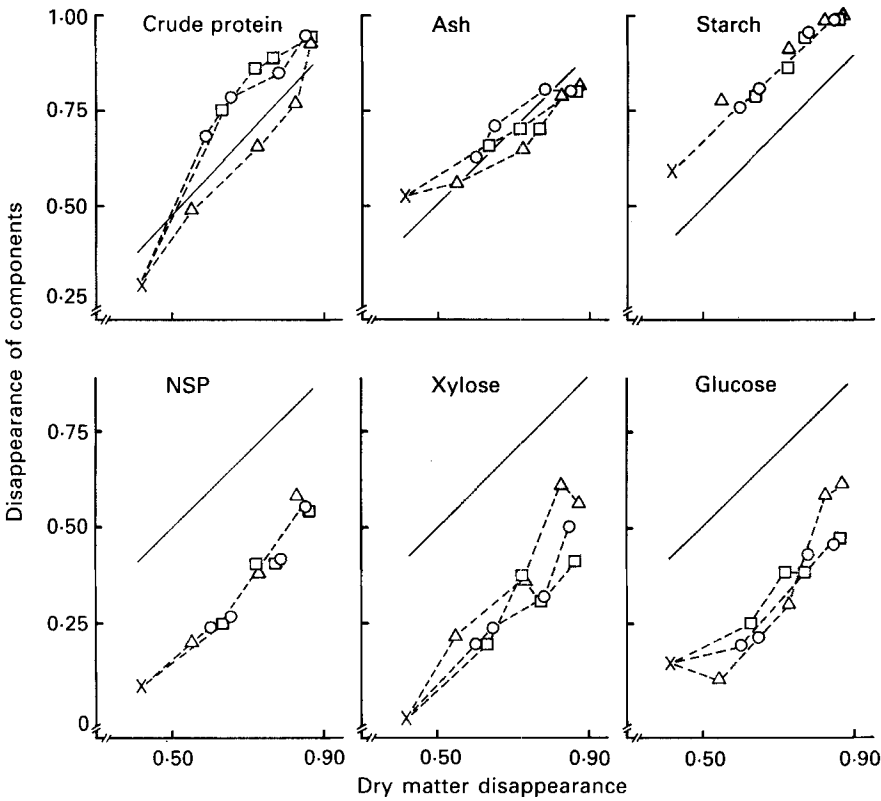 Crude protein
Ash
Starch
1·00
0·75
0·50
0·25
Disappearance of components
NSP
Xylose
Glucose
0·75
0·50
0·25
0
0·50
0·90
0·50
0·90
0·50
0·90
Dry matter disappearance